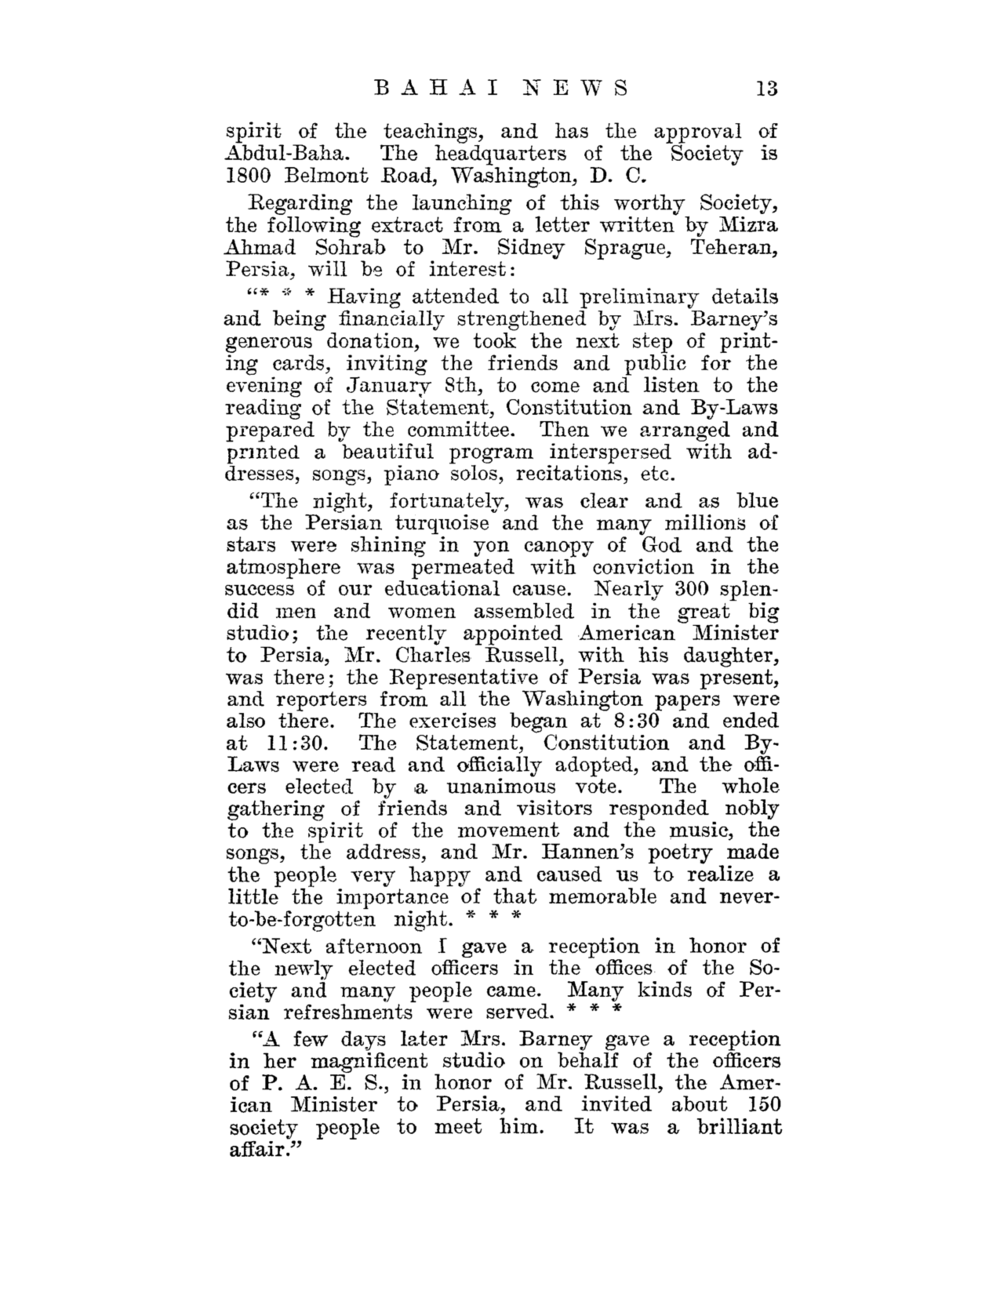 BAHAI NEWS 13
spirit of the teachings, and has the approval of
Abdul-Baha. The headquarters of the Society is
1800 Belmont Road, Washington, D. C.
Regarding the launching of this worthy Society,
the following extract from a letter written by Mizra
Ahmad Sohrab to Mr. Sidney Sprague, Teheran,
Persia, will be of interest:
“* * * Having attended to all preliminary details
and being financially strengthened by Mrs. Barney’s
generous donation, we took the next step of print-
ing cards, inviting the friends and public for the
evening of January 8th, to come and listen to the
reading of the Statement, Constitution and By-Laws
prepared by the committee. Then we arranged and
printed a beautiful program interspersed with ad-
dresses, songs, piano solos, recitations, etc.
“The night, fortunately, was clear and as blue
as the Persian turquoise and the many millions of
stars were shining in yon canopy of God and the
atmosphere was permeated with conviction in the
success of our educational cause. Nearly 300 splen-
did men and women assembled in the great big
studio; the recently appointed American Minister
to Persia, Mr. Charles Russell, with his daughter,
was there; the Representative of Persia was present,
and reporters from all the Washington papers were
also there. The exercises began at 8:30 and ended
at 11:30. The Statement, Constitution and By-
Laws were read and officially adopted, and the offi-
cers elected by a unanimous vote. The whole
gathering of friends and visitors responded nobly
to the spirit of the movement and the music, the
songs, the address, and Mr. Hannen’s poetry made
the people very happy and caused us to realize a
little the importance of that memorable and never-
to-be-forgotten night. * * *
“Next afternoon I gave a reception in honor of
the newly elected officers in the offices of the So-
ciety and many people came. Many kinds of Per-
sian refreshments were served. * * *
“A few days later Mrs. Barney gave a reception
in her magnificent studio on behalf of the officers
of P. A. E. S., in honor of Mr. Russell, the Amer-
ican Minister to Persia, and invited about 150
society people to meet him. It was a brilliant
affair.”